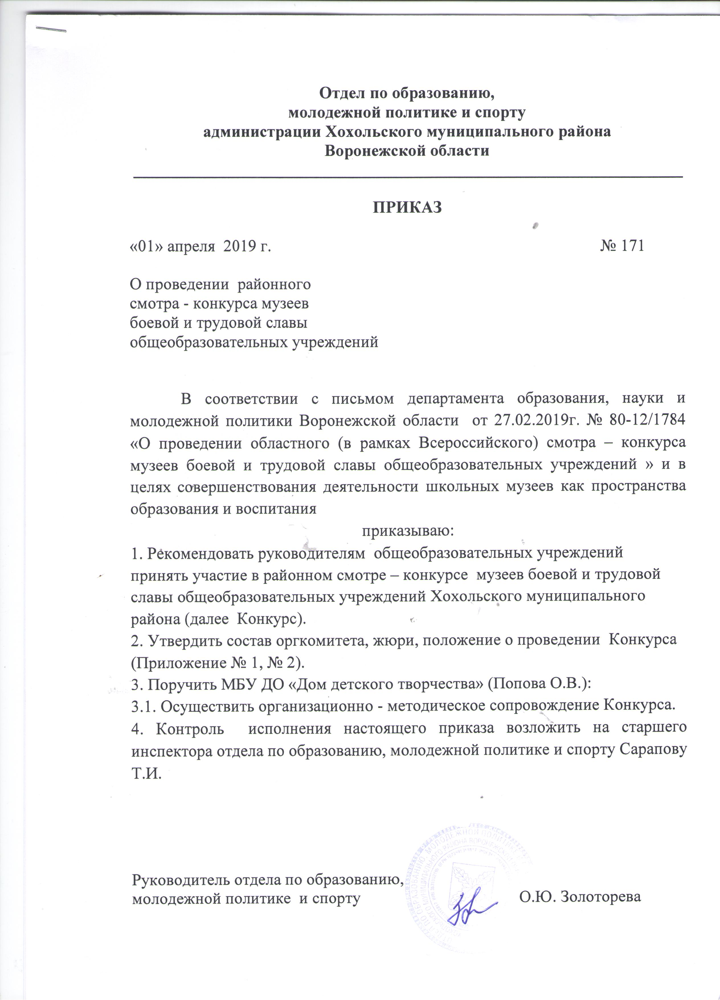 Отдел по образованию,
молодежной политике и спорту
администрации Хохольского муниципального района
Воронежской области
ПРИКАЗ
«01» апреля 2019 г. № 171
О проведении районного
смотра - конкурса музеев
боевой и трудовой славы
общеобразовательных учреждений
В соответствии с письмом департамента образования, науки и
молодежной политики Воронежской области от 27.02.2019г. № 80-12/1784
«О проведении областного (в рамках Всероссийского) смотра – конкурса
музеев боевой и трудовой славы общеобразовательных учреждений » и в
целях совершенствования деятельности школьных музеев как пространства
образования и воспитания
приказываю:
1. Рекомендовать руководителям общеобразовательных учреждений
принять участие в районном смотре – конкурсе музеев боевой и трудовой
славы общеобразовательных учреждений Хохольского муниципального
района (далее Конкурс).
2. Утвердить состав оргкомитета, жюри, положение о проведении Конкурса
(Приложение № 1, № 2).
3. Поручить МБУ ДО «Дом детского творчества» (Попова О.В.):
3.1. Осуществить организационно - методическое сопровождение Конкурса.
4. Контроль исполнения настоящего приказа возложить на старшего
инспектора отдела по образованию, молодежной политике и спорту Сарапову
Т.И.
Руководитель отдела по образованию,
молодежной политике и спорту О.Ю. Золоторева
ПО ОБРАЗОВАНИЮ, МОЛОДЕЖНОЙ ПОЛИТИКЕ
МУНИЦИПАЛЬНОГО РАЙОНА ВОРОНЕЖСКОЙ